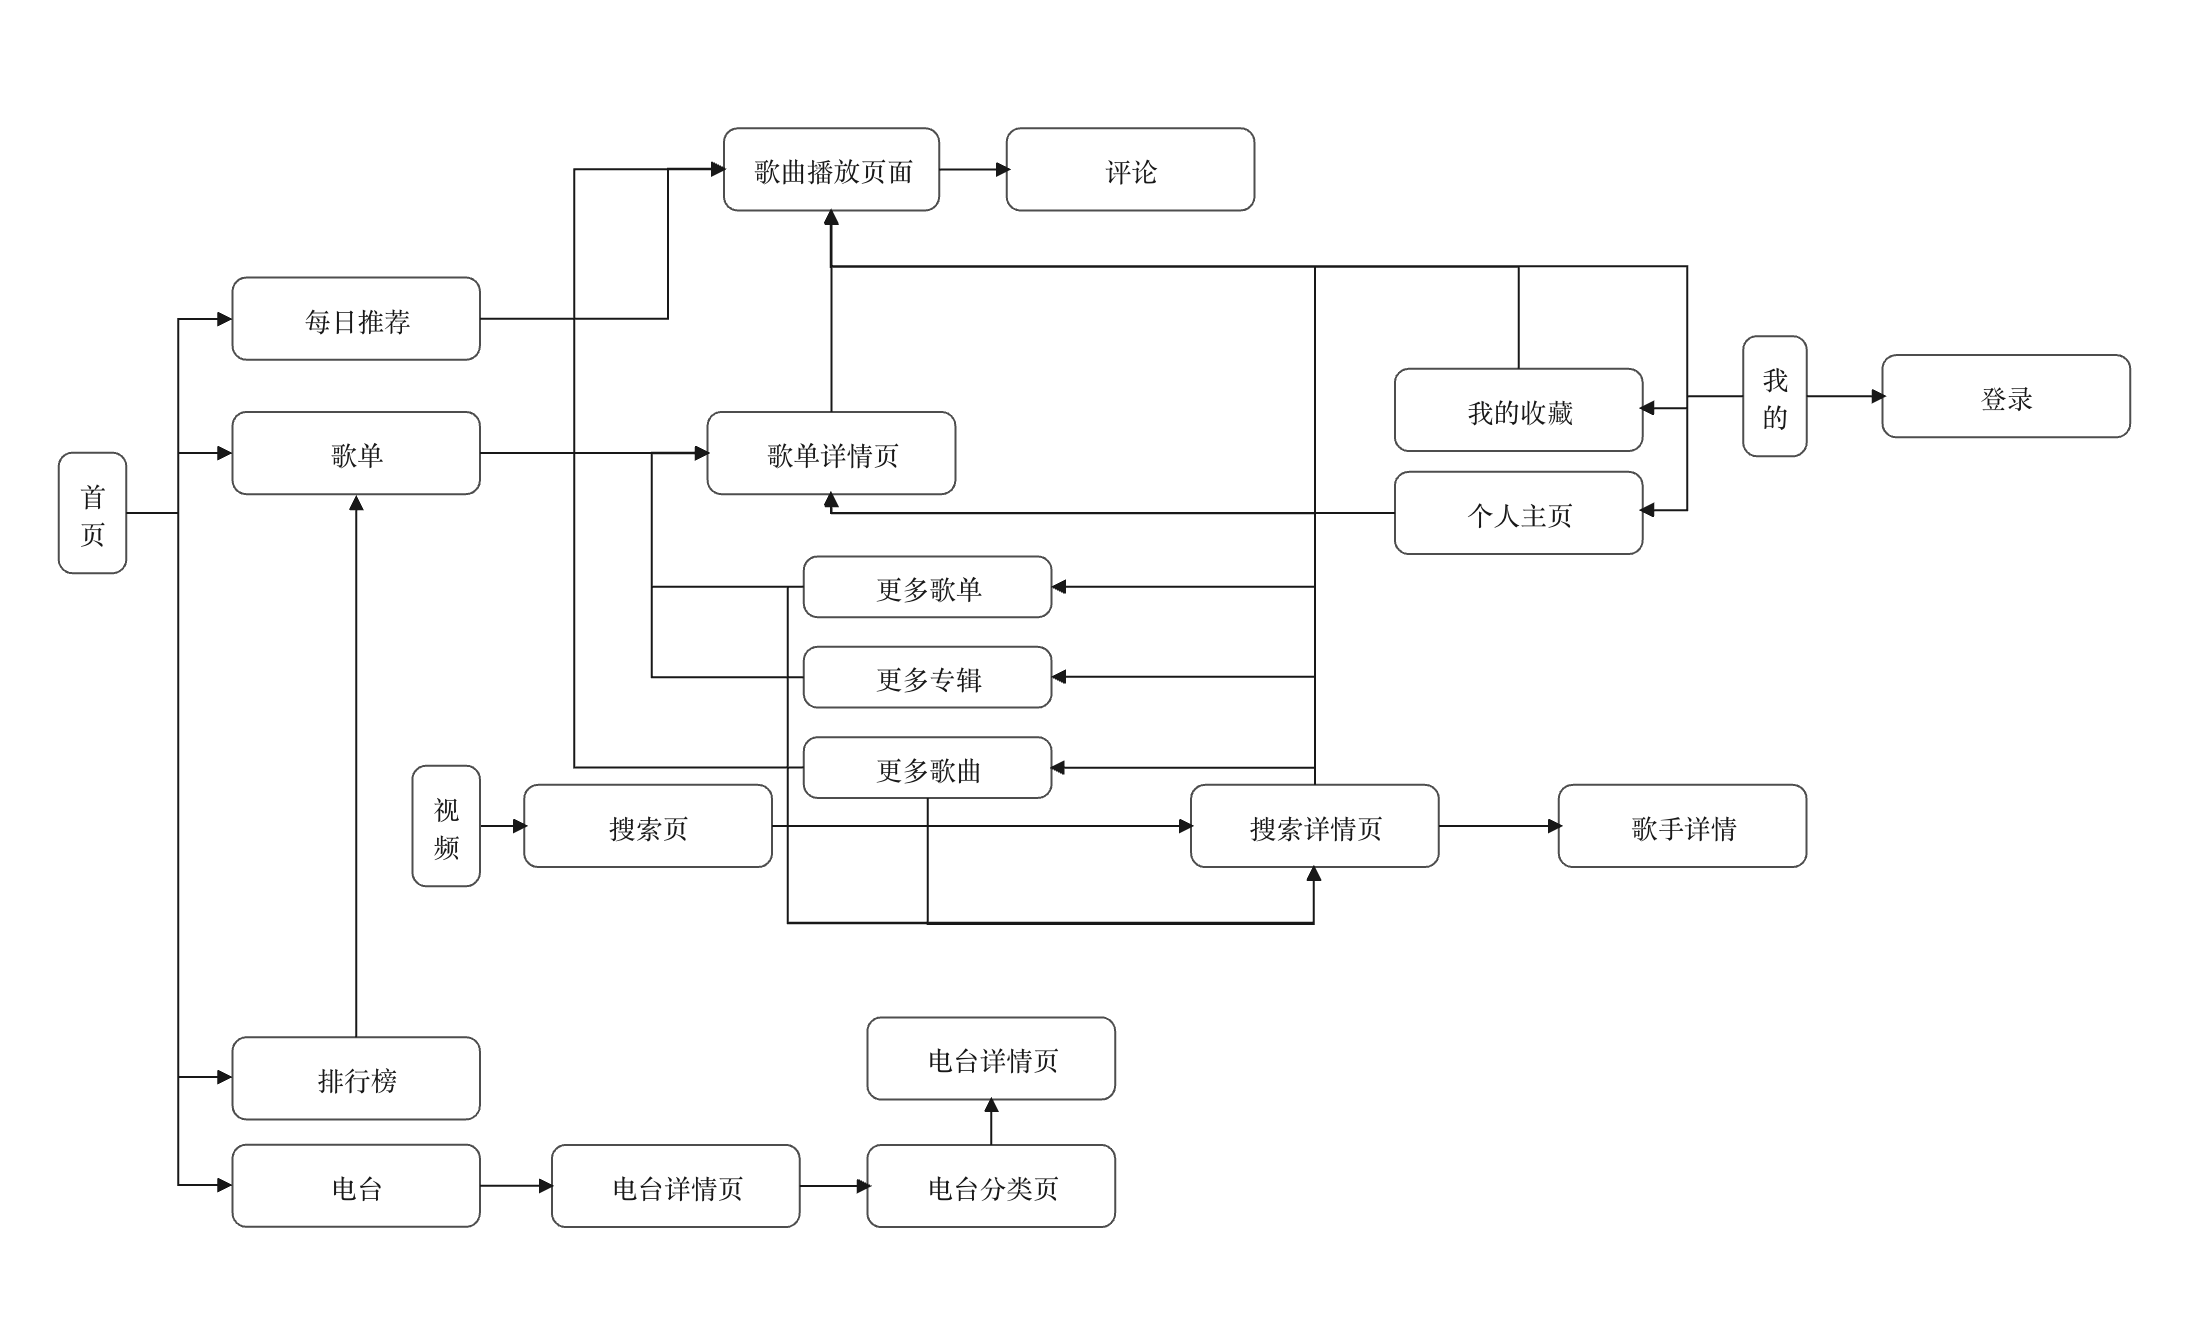 歌曲播放页面
评论
每日推荐
我的
登录
我的收藏
歌单
歌单详情页
首页
个人主页
更多歌单
更多专辑
更多歌曲
视频
搜索页
搜索详情页
歌手详情
电台详情页
排行榜
电台
电台详情页
电台分类页